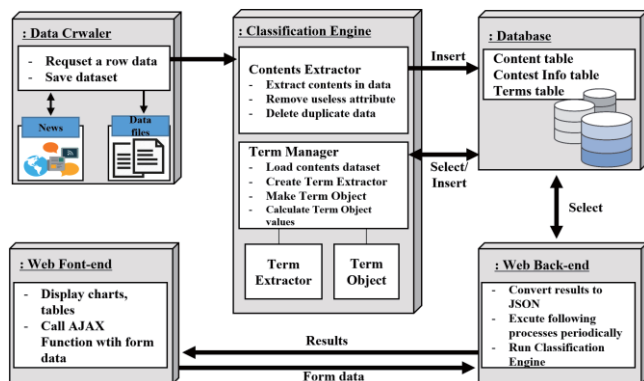 : Data Crwaler
- Requset a row data
- Save dataset
News
Data
files
: Classification Engine
Contents Extractor
- Extract contents in data
- Remove useless attribute
- Delete duplicate data
Term Manager
- Load contents dataset
- Create Term Extractor
- Make Term Object
- Calculate Term Object
values
Term
Extractor
Term
Object
Insert
Select/
Insert
: Database
Content table
Contest Info table
Terms table
Select
: Web Font-end
- Display charts,
tables
- Call AJAX
Function wtih form
data
Results
Form data
: Web Back-end
- Convert results to
JSON
- Excute following
processes periodically
- Run Classification
Engine